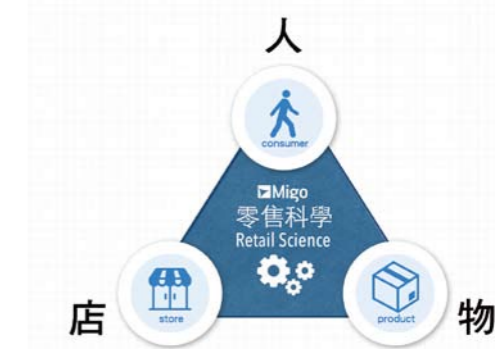 人
consumer
Migo
零售科學
Retail Science
店
store
product
物